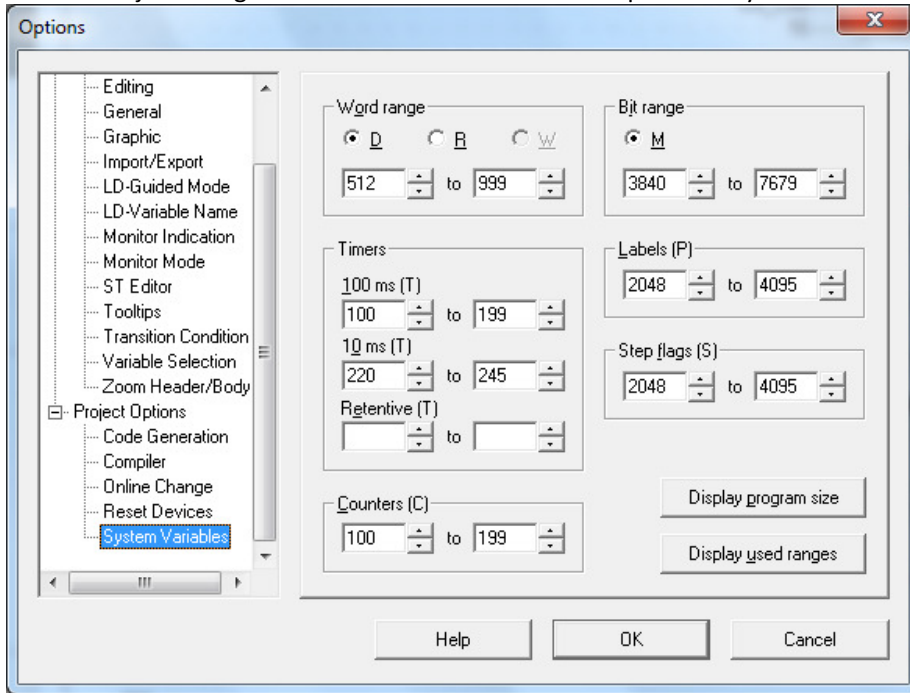 Options
Editing
General
Graphic
Import/Export
LD-Guided Mode
LD-Variable Name
Monitor Indication
Monitor Mode
ST Editor
Tooltips
Transition Condition
Variable Selection
Zoom Header/Body
Project Options
Code Generation
Compiler
Online Change
Reset Devices
System Variables
Word range
D R W
512 to 999
Timers
100 ms (T)
100 to 199
10 ms (T)
220 to 245
Retentive (T)
to
Counters (C)
100 to 199
Bit range
M
3840 to 7679
Labels (P)
2048 to 4095
Step flags (S)
2048 to 4095
Display program size
Display used ranges
Help OK Cancel